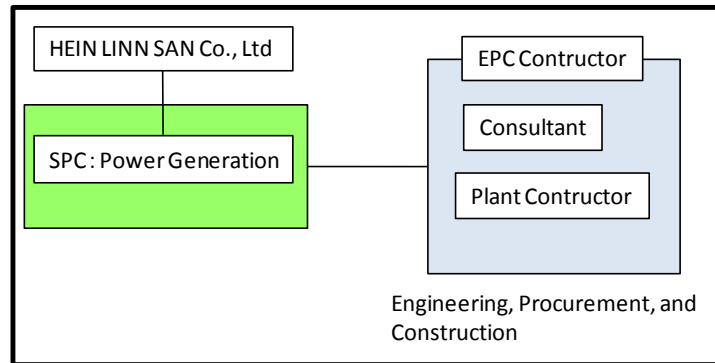 HEIN LINN SAN Co., Ltd
SPC : Power Generation
EPC Contructor
Consultant
Plant Contructor
Engineering, Procurement, and
Construction